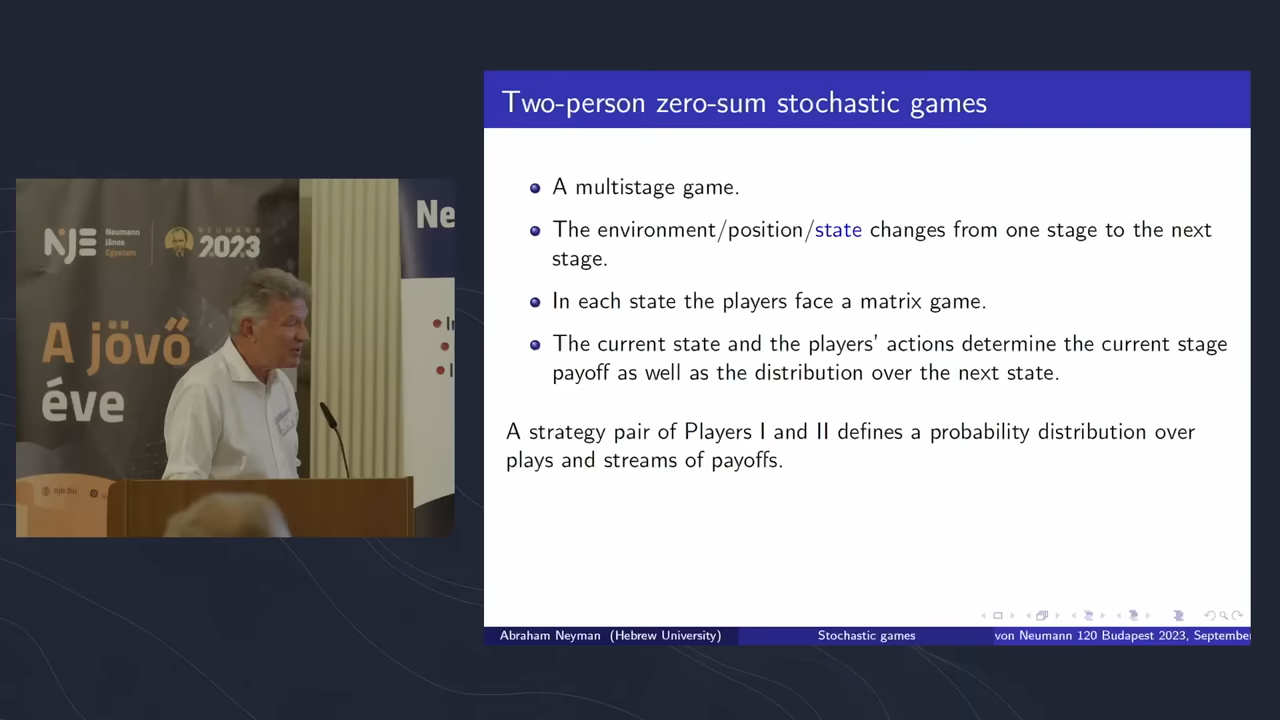 NJE
Neumann
János
Egyetem
NEUMANN
2023
A jövő
éve
nje.hu
Ne
Two-person zero-sum stochastic games
A multistage game.
The environment/position/state changes from one stage to the next
stage.
In each state the players face a matrix game.
The current state and the players' actions determine the current stage
payoff as well as the distribution over the next state.
A strategy pair of Players I and II defines a probability distribution over
plays and streams of payoffs.
Abraham Neyman (Hebrew University)
Stochastic games
von Neumann 120 Budapest 2023, September